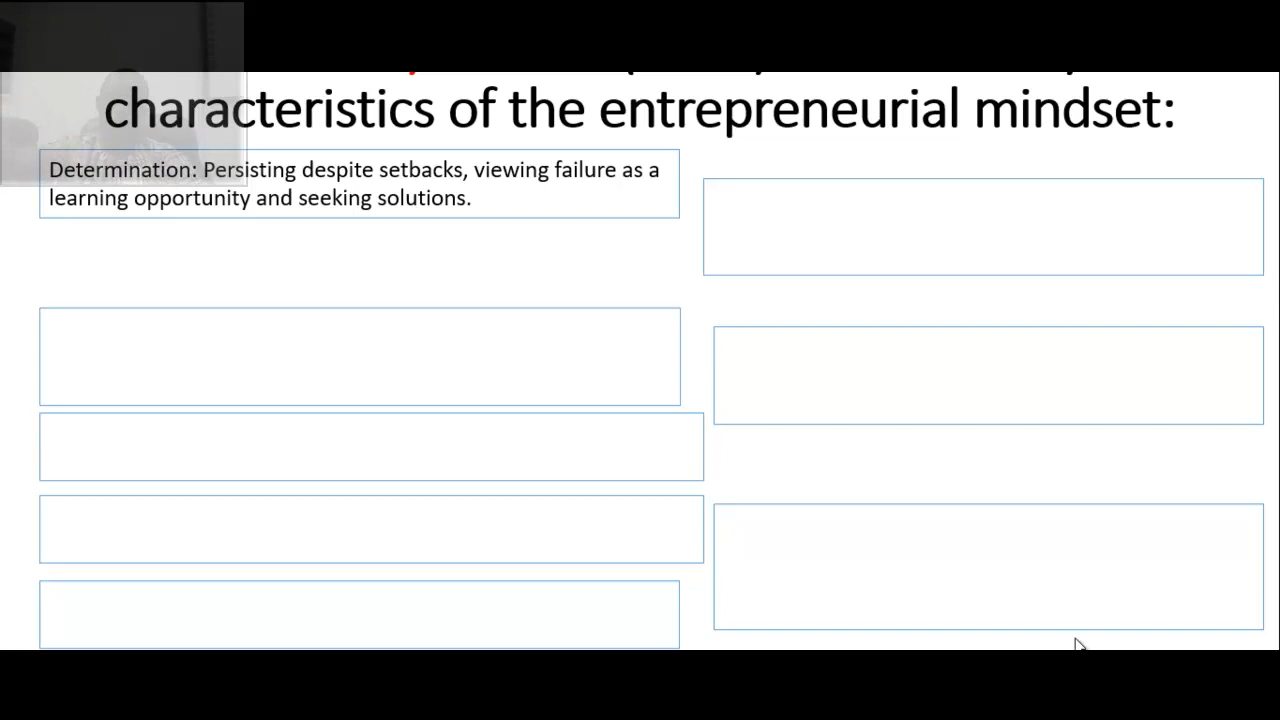 characteristics of the entrepreneurial mindset:
Determination: Persisting despite setbacks, viewing failure as a
learning opportunity and seeking solutions.